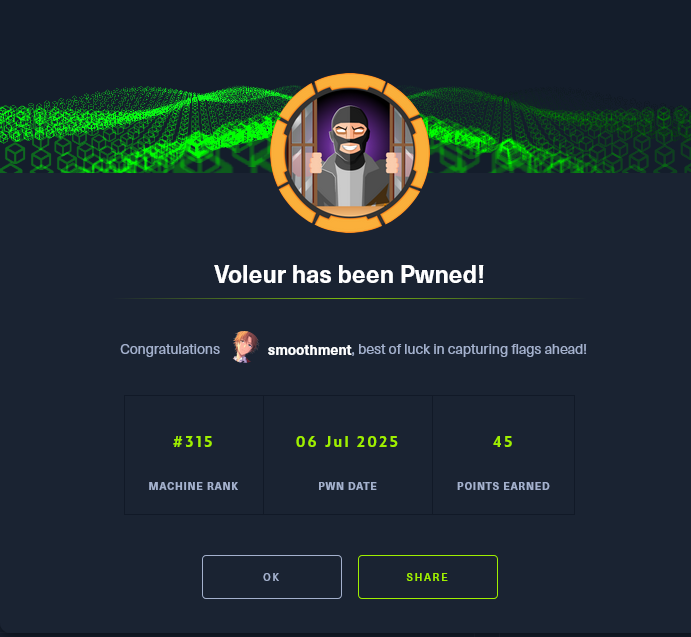 Voleur has been Pwned!
Congratulations smoothment, best of luck in capturing flags ahead!
#315 06 Jul 2025 45
MACHINE RANK PWN DATE POINTS EARNED
OK SHARE